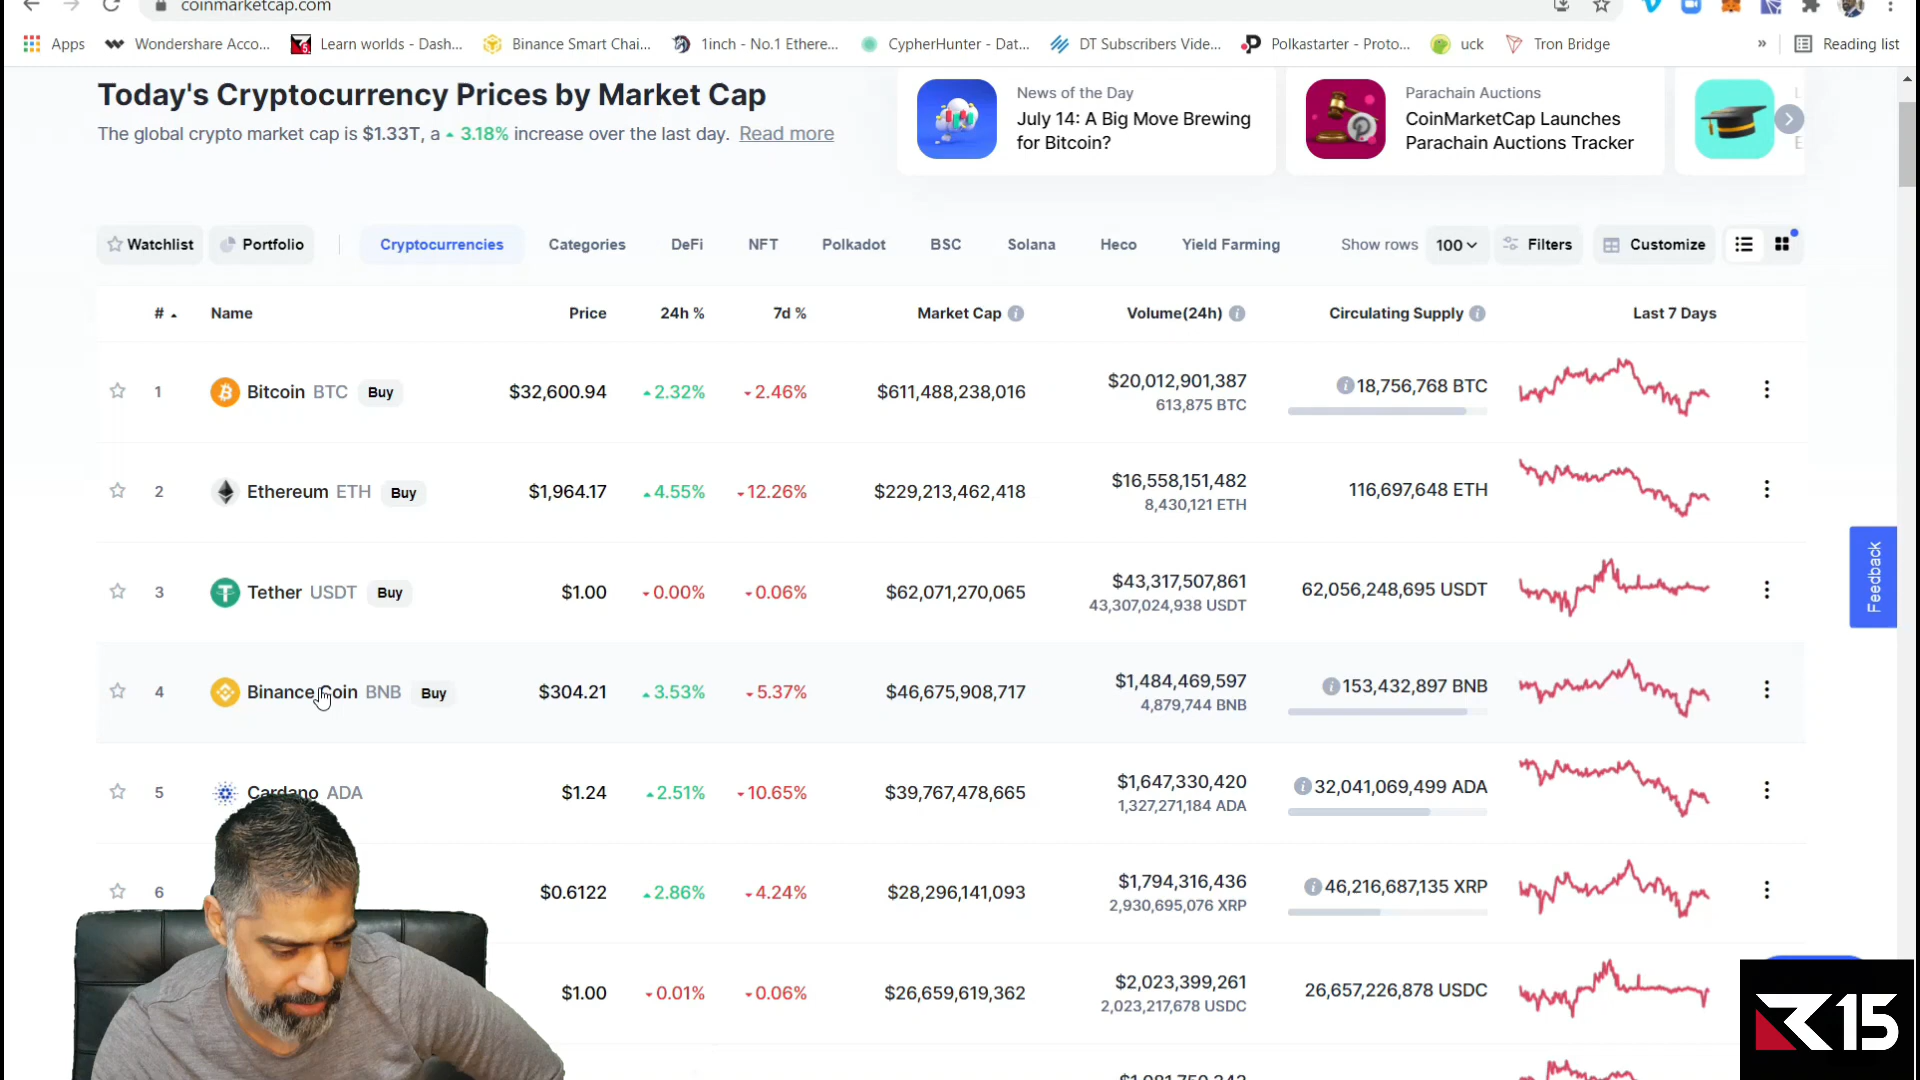 coinmarketcap.com
Apps Wondershare Acco... Learn worlds - Dash... Binance Smart Chai... 1inch - No.1 Ethere... CypherHunter - Dat... DT Subscribers Vide... Polkastarter - Proto... uck Tron Bridge » Reading list
Today's Cryptocurrency Prices by Market Cap
The global crypto market cap is $1.33T, a 3.18% increase over the last day. Read more
News of the Day
July 14: A Big Move Brewing
for Bitcoin?
Parachain Auctions
CoinMarketCap Launches
Parachain Auctions Tracker
Watchlist Portfolio Cryptocurrencies Categories DeFi NFT Polkadot BSC Solana Heco Yield Farming Show rows 100 Filters Customize
# Name Price 24h % 7d % Market Cap Volume(24h) Circulating Supply Last 7 Days
1 Bitcoin BTC Buy $32,600.94 2.32% 2.46% $611,488,238,016 $20,012,901,387 18,756,768 BTC
613,875 BTC
2 Ethereum ETH Buy $1,964.17 4.55% 12.26% $229,213,462,418 $16,558,151,482 116,697,648 ETH
8,430,121 ETH
3 Tether USDT Buy $1.00 0.00% 0.06% $62,071,270,065 $43,317,507,861 62,056,248,695 USDT
43,307,024,938 USDT
4 Binance Coin BNB Buy $304.21 3.53% 5.37% $46,675,908,717 $1,484,469,597 153,432,897 BNB
4,879,744 BNB
5 Cardano ADA $1.24 2.51% 10.65% $39,767,478,665 $1,647,330,420 32,041,069,499 ADA
1,327,271,184 ADA
6 $0.6122 2.86% 4.24% $28,296,141,093 $1,794,316,436 46,216,687,135 XRP
2,930,695,076 XRP
$1.00 0.01% 0.06% $26,659,619,362 $2,023,399,261 26,657,226,878 USDC
2,023,217,678 USDC
Feedback
R15